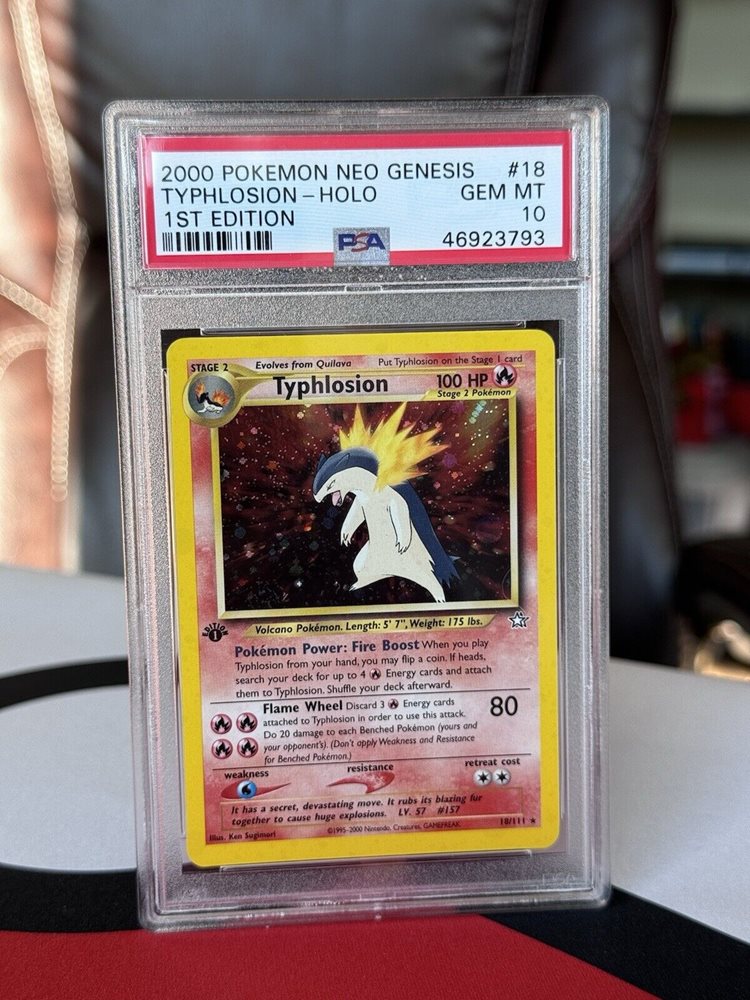 2000 POKEMON NEO GENESIS #18
TYPHLOSION - HOLO GEM MT
1ST EDITION 10
PSA 46923793
STAGE 2 Evolves from Quilava Put Typhlosion on the Stage 1 card
Typhlosion 100 HP
Stage 2 Pokémon
EDITION 1
Volcano Pokémon. Length: 5' 7", Weight: 175 lbs.
Pokémon Power: Fire Boost When you play
Typhlosion from your hand, you may flip a coin. If heads,
search your deck for up to 4 Energy cards and attach
them to Typhlosion. Shuffle your deck afterward.
Flame Wheel Discard 3 Energy cards
attached to Typhlosion in order to use this attack.
Do 20 damage to each Benched Pokémon (yours and
your opponent's). (Don't apply Weakness and Resistance
for Benched Pokémon.)
80
weakness resistance retreat cost
It has a secret, devastating move. It rubs its blazing fur
together to cause huge explosions. LV. 57 #157
Illus. Ken Sugimori ©1995-2000 Nintendo, Creatures, GAMEFREAK. 18/111 ★